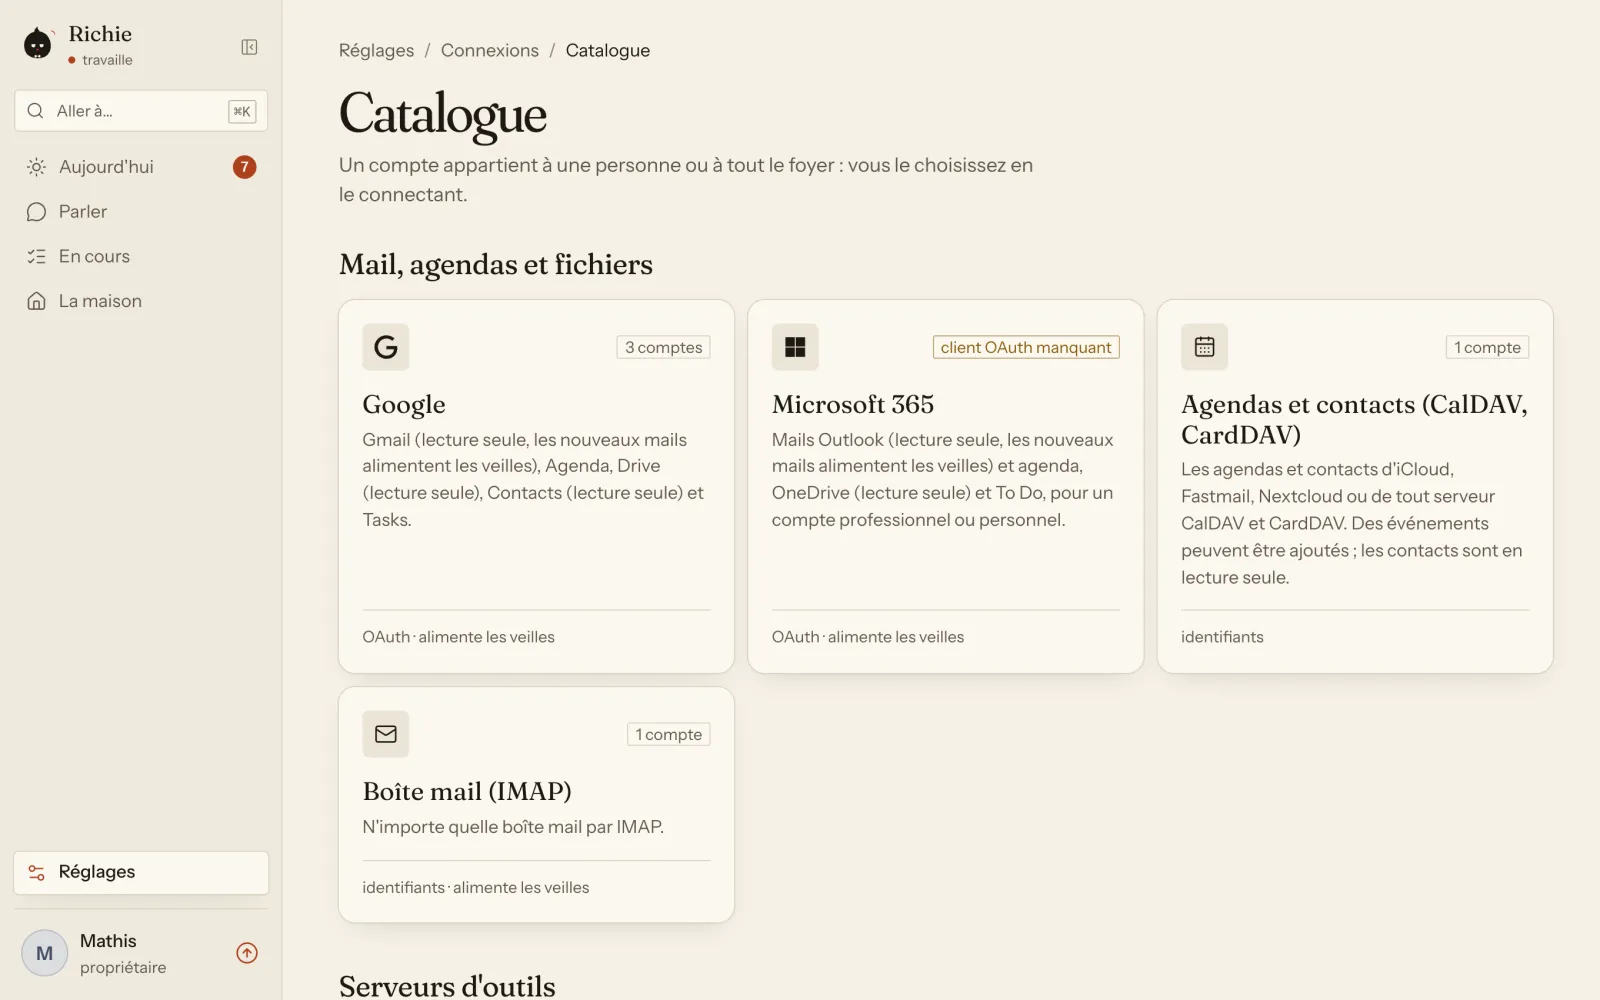 Richie
travaille
Aller à...
⌘K
Aujourd'hui
7
Parler
En cours
La maison
Réglages
M
Mathis
propriétaire
Réglages / Connexions / Catalogue
Catalogue
Un compte appartient à une personne ou à tout le foyer : vous le choisissez en
le connectant.
Mail, agendas et fichiers
3 comptes
Google
Gmail (lecture seule, les nouveaux mails
alimentent les veilles), Agenda, Drive
(lecture seule), Contacts (lecture seule) et
Tasks.
OAuth · alimente les veilles
client OAuth manquant
Microsoft 365
Mails Outlook (lecture seule, les nouveaux
mails alimentent les veilles) et agenda,
OneDrive (lecture seule) et To Do, pour un
compte professionnel ou personnel.
OAuth · alimente les veilles
1 compte
Agendas et contacts (CalDAV,
CardDAV)
Les agendas et contacts d'iCloud,
Fastmail, Nextcloud ou de tout serveur
CalDAV et CardDAV. Des événements
peuvent être ajoutés ; les contacts sont en
lecture seule.
identifiants
1 compte
Boîte mail (IMAP)
N'importe quelle boîte mail par IMAP.
identifiants · alimente les veilles
Serveurs d'outils